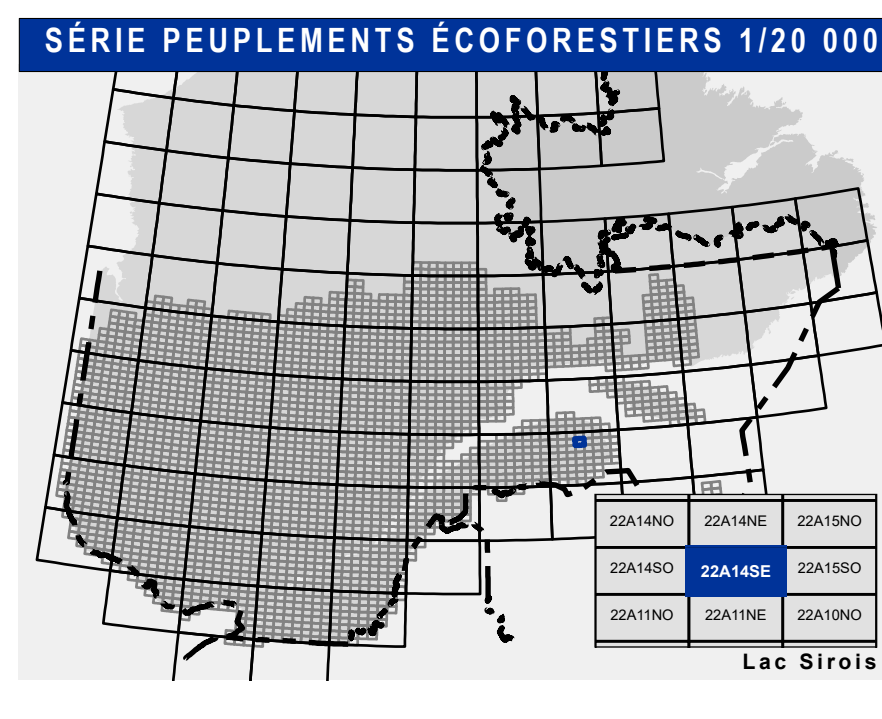 SÉRIE PEUPLEMENTS ÉCOFORESTIERS 1/20 000
22A14NO 22A14NE 22A15NO
22A14SO 22A14SE 22A15SO
22A11NO 22A11NE 22A10NO
Lac Sirois